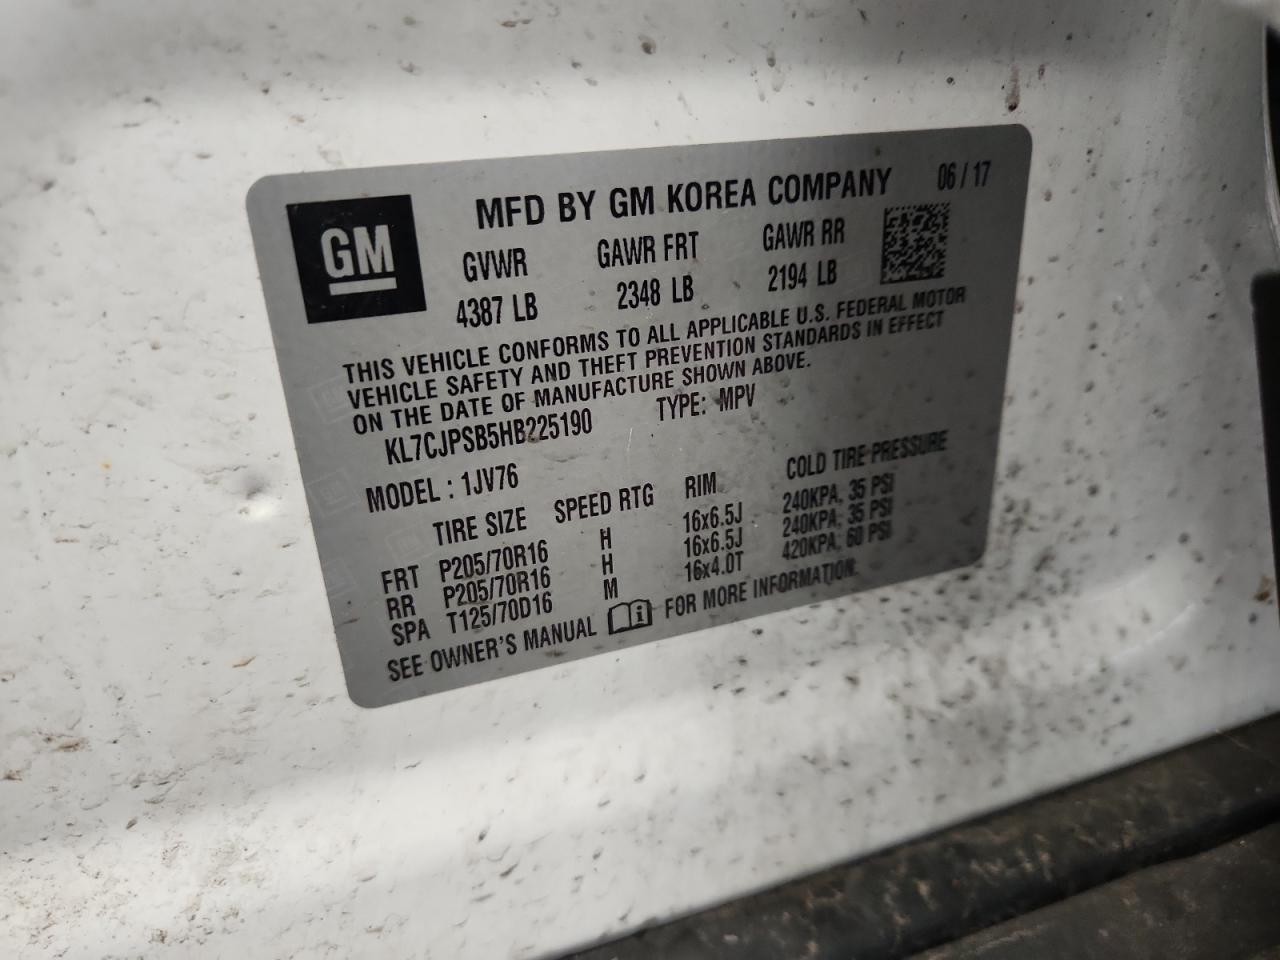 GM
MFD BY GM KOREA COMPANY 06 / 17
GVWR GAWR FRT GAWR RR
4387 LB 2348 LB 2194 LB
THIS VEHICLE CONFORMS TO ALL APPLICABLE U.S. FEDERAL MOTOR
VEHICLE SAFETY AND THEFT PREVENTION STANDARDS IN EFFECT
ON THE DATE OF MANUFACTURE SHOWN ABOVE.
KL7CJPSB5HB225190 TYPE: MPV
MODEL : 1JV76
TIRE SIZE SPEED RTG RIM COLD TIRE PRESSURE
FRT P205/70R16 H 16x6.5J 240KPA, 35 PSI
RR P205/70R16 H 16x6.5J 240KPA, 35 PSI
SPA T125/70D16 M 16x4.0T 420KPA, 60 PSI
SEE OWNER'S MANUAL i FOR MORE INFORMATION.